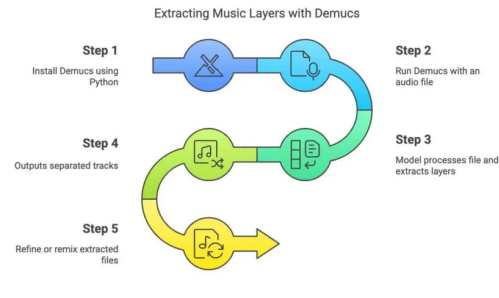 Extracting Music Layers with Demucs
Step 1
Install Demucs using
Python
Step 2
Run Demucs with an
audio file
Step 3
Model processes file and
extracts layers
Step 4
Outputs separated tracks
Step 5
Refine or remix extracted
files